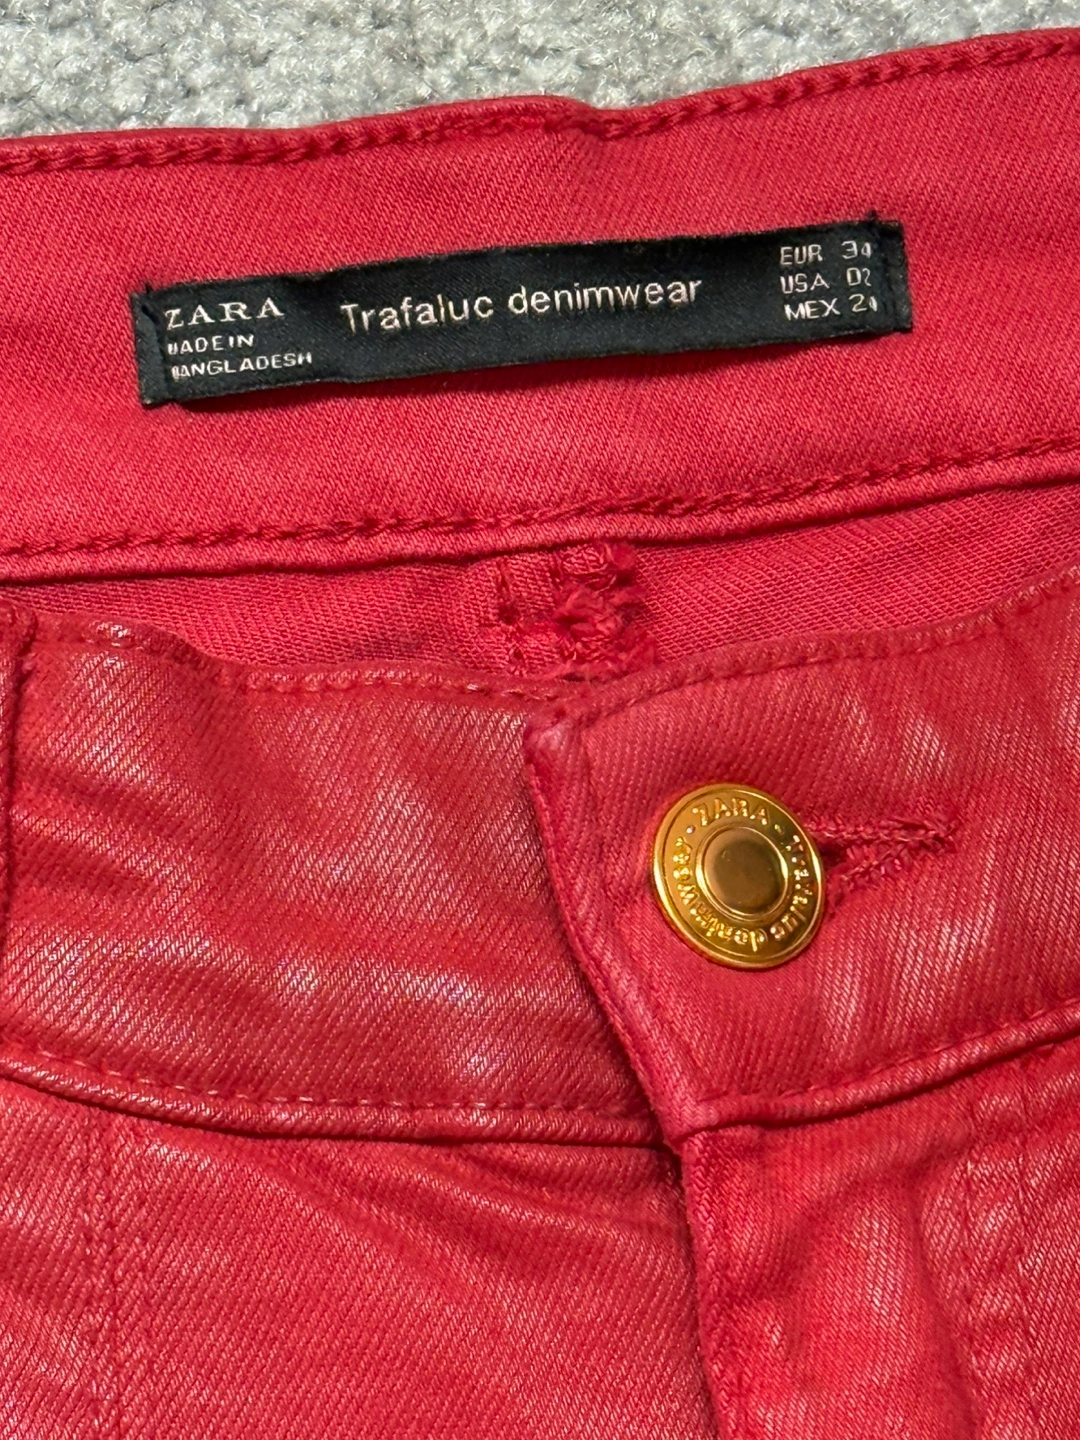 ZARA
MADE IN
BANGLADESH
Trafaluc denimwear
EUR 34
USA 02
MEX 24
ZARA · TRAFALUC denimwear ·